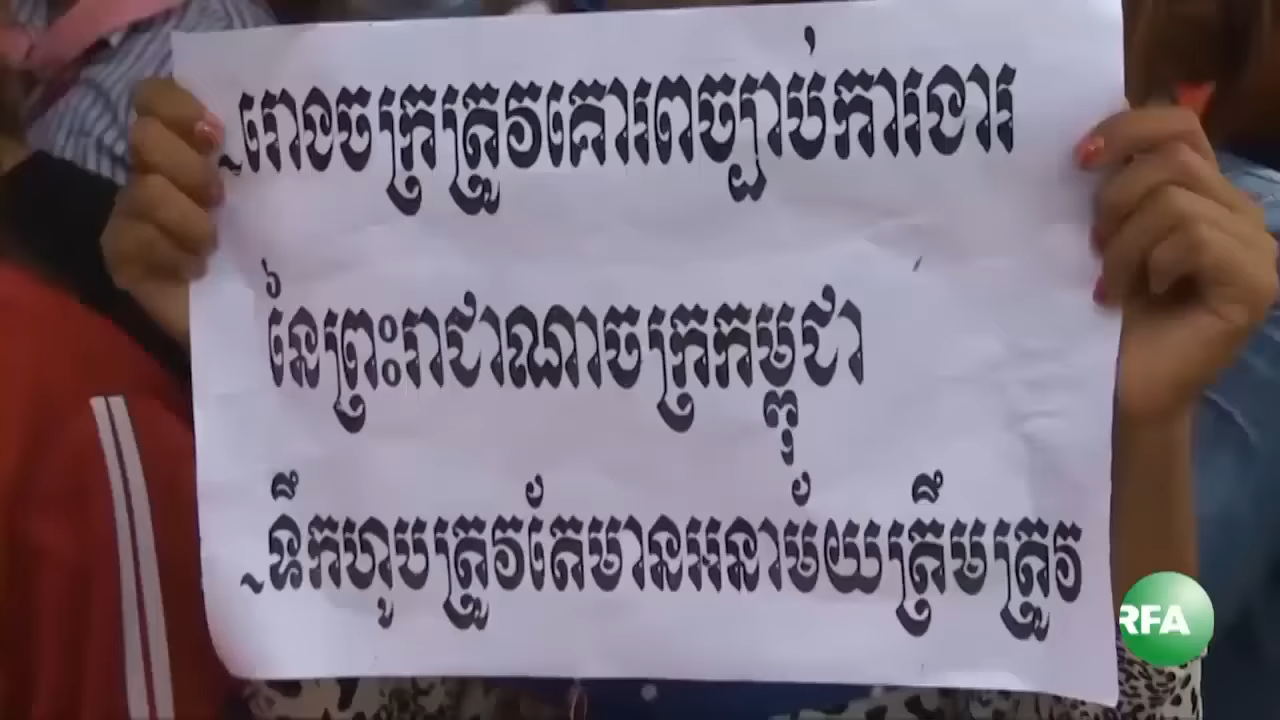 ~រោងចក្រត្រូវគោរពច្បាប់ការងារ
នៃព្រះរាជាណាចក្រកម្ពុជា
~ទឹកហូបត្រូវតែមានអនាម័យត្រឹមត្រូវ
RFA